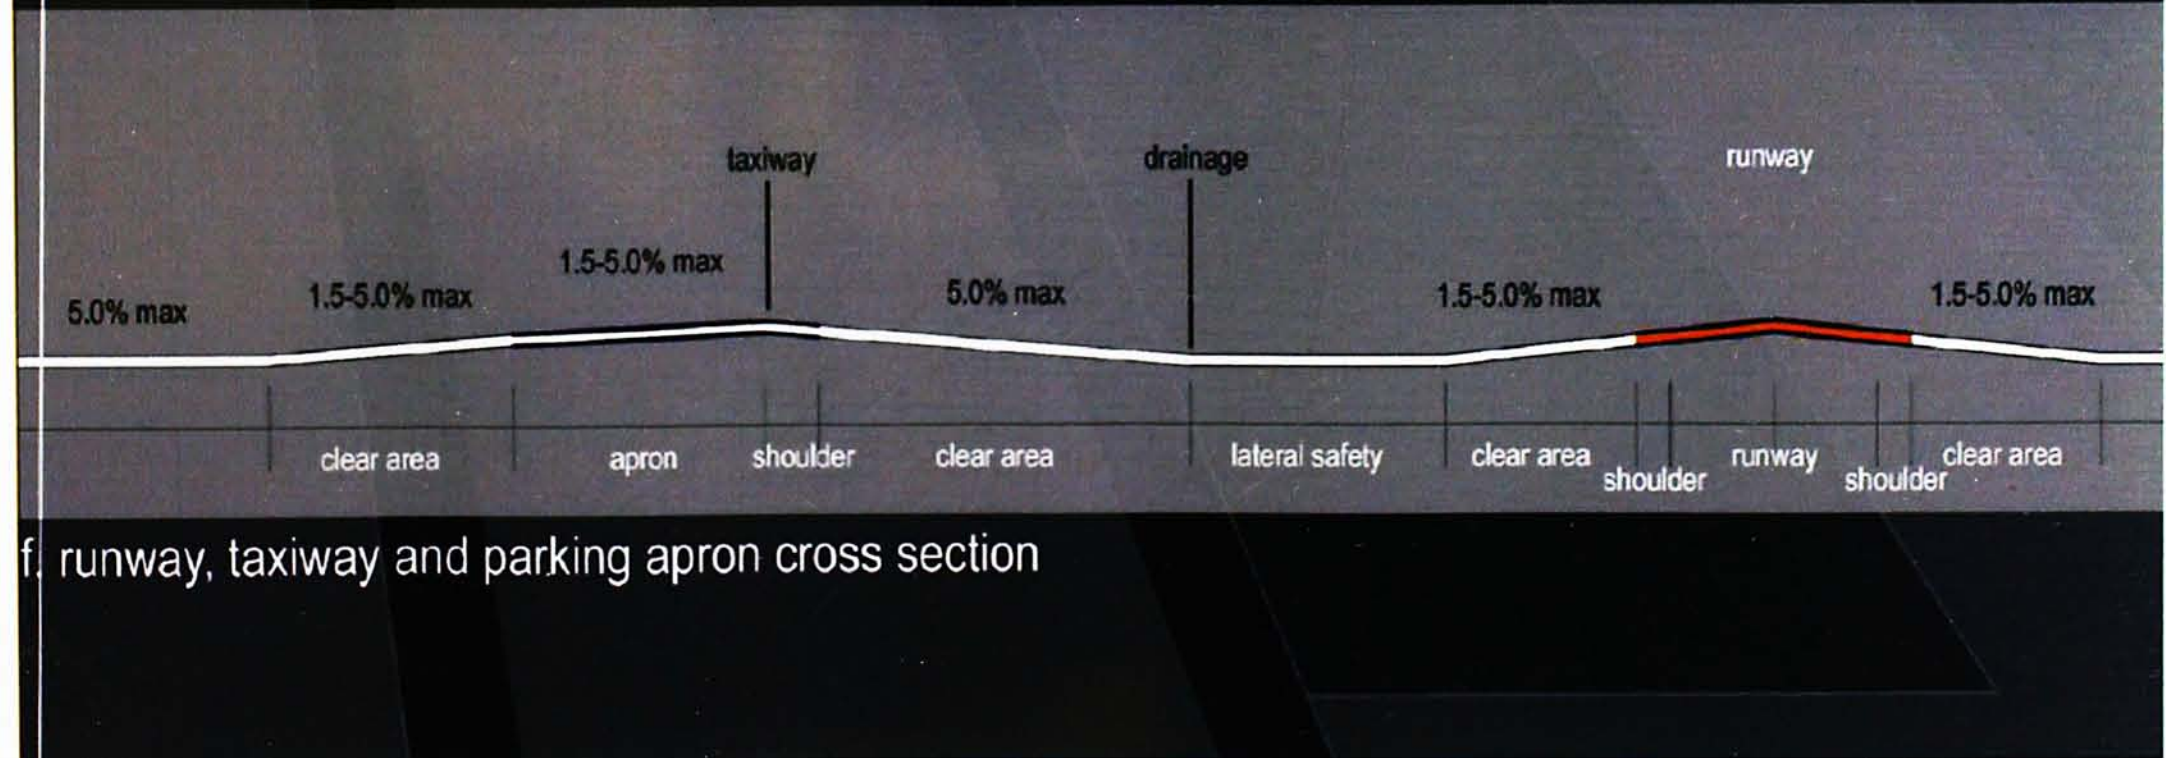 taxiway
drainage
runway
5.0% max
1.5-5.0% max
1.5-5.0% max
5.0% max
1.5-5.0% max
1.5-5.0% max
clear area
apron
shoulder
clear area
lateral safety
clear area
shoulder
runway
shoulder
clear area
f. runway, taxiway and parking apron cross section